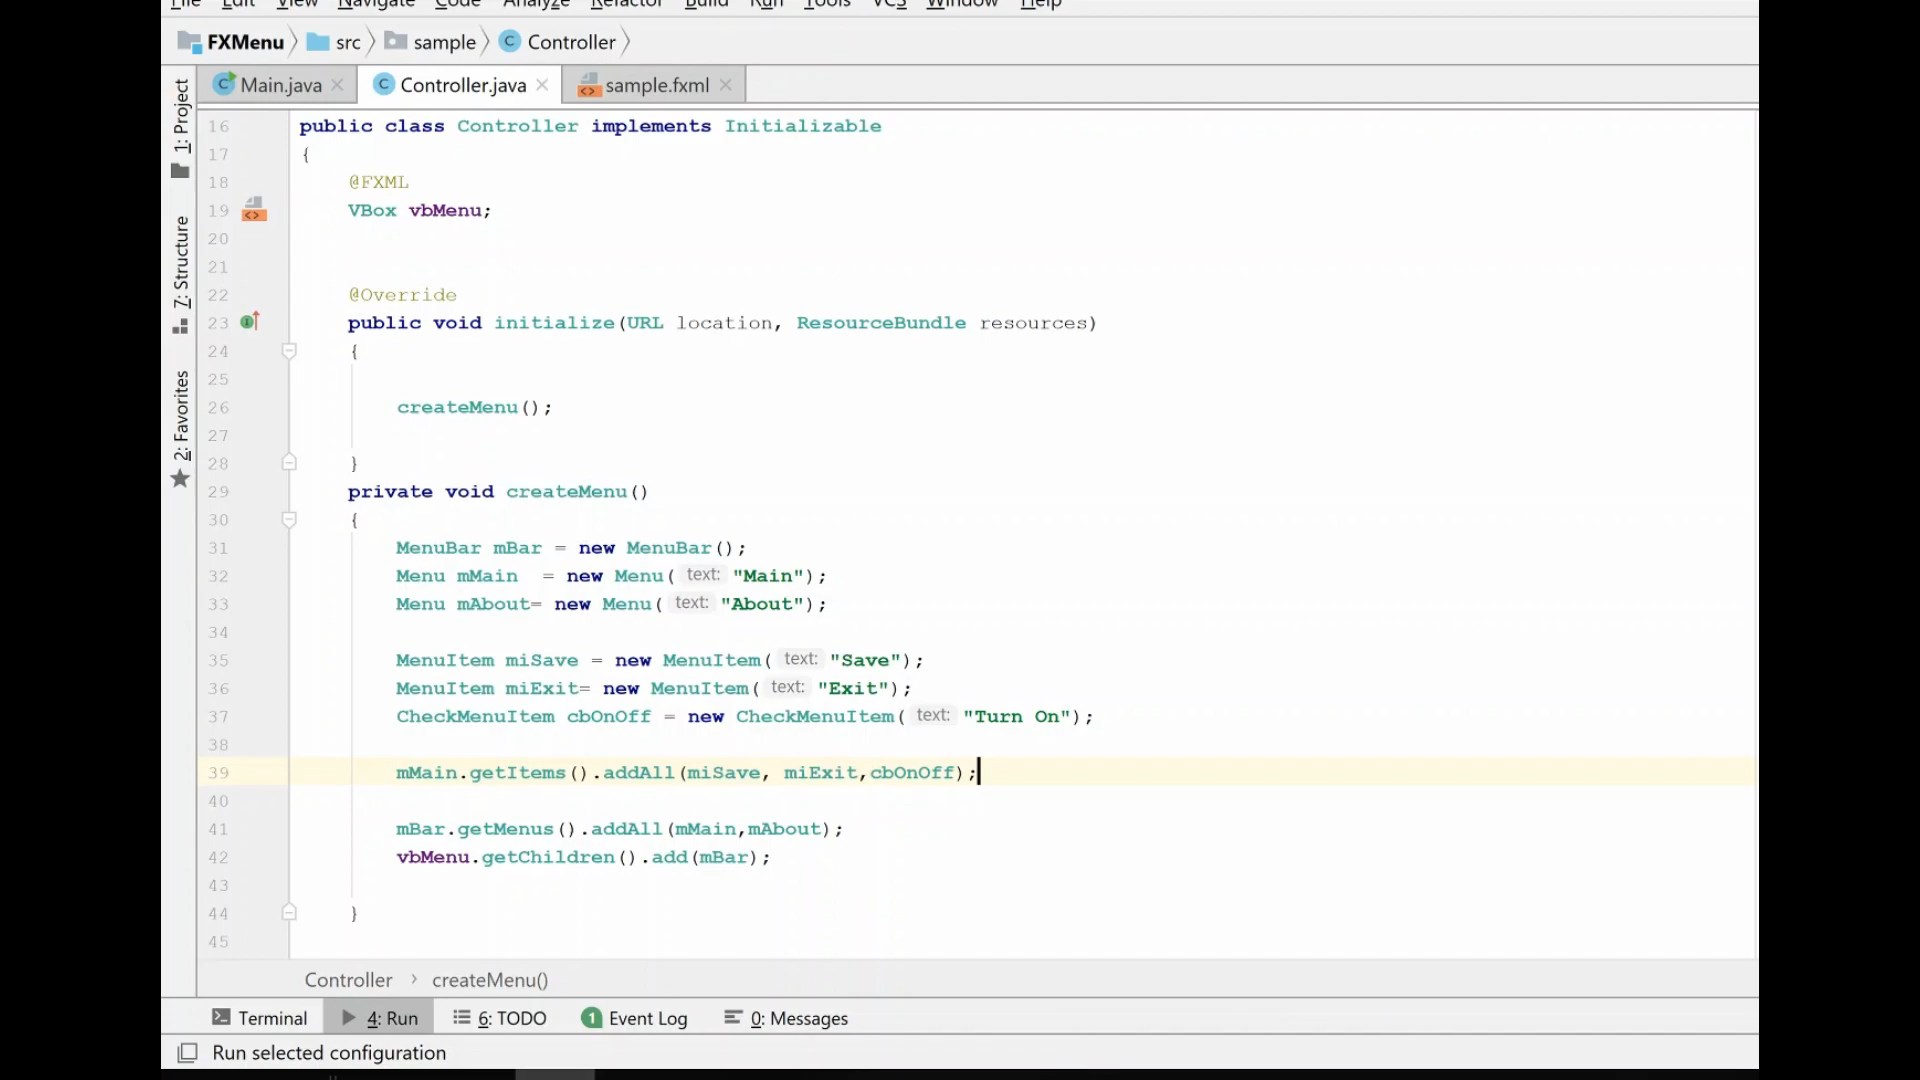 File Edit View Navigate Code Analyze Refactor Build Run Tools VCS Window Help
FXMenu src sample Controller
Main.java Controller.java sample.fxml
1: Project
7: Structure
2: Favorites
16 public class Controller implements Initializable
17 {
18 @FXML
19 VBox vbMenu;
20
21
22 @Override
23 public void initialize(URL location, ResourceBundle resources)
24 {
25
26 createMenu();
27
28 }
29 private void createMenu()
30 {
31 MenuBar mBar = new MenuBar();
32 Menu mMain  = new Menu( text: "Main");
33 Menu mAbout= new Menu( text: "About");
34
35 MenuItem miSave = new MenuItem( text: "Save");
36 MenuItem miExit= new MenuItem( text: "Exit");
37 CheckMenuItem cbOnOff = new CheckMenuItem( text: "Turn On");
38
39 mMain.getItems().addAll(miSave, miExit,cbOnOff);
40
41 mBar.getMenus().addAll(mMain,mAbout);
42 vbMenu.getChildren().add(mBar);
43
44 }
45
Controller › createMenu()
Terminal 4: Run 6: TODO 1 Event Log 0: Messages
Run selected configuration